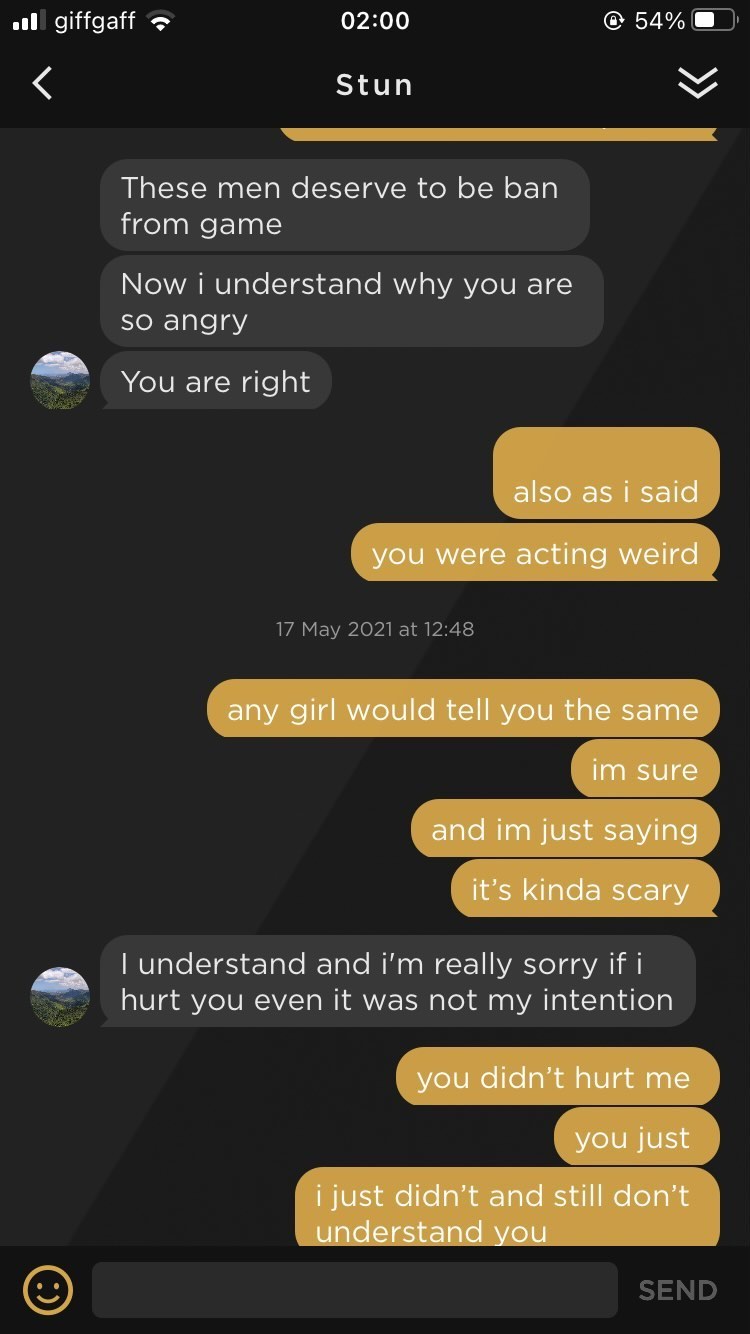 giffgaff 02:00 54%
Stun
These men deserve to be ban
from game
Now i understand why you are
so angry
You are right
also as i said
you were acting weird
17 May 2021 at 12:48
any girl would tell you the same
im sure
and im just saying
it’s kinda scary
I understand and i'm really sorry if i
hurt you even it was not my intention
you didn’t hurt me
you just
i just didn’t and still don’t
understand you
SEND